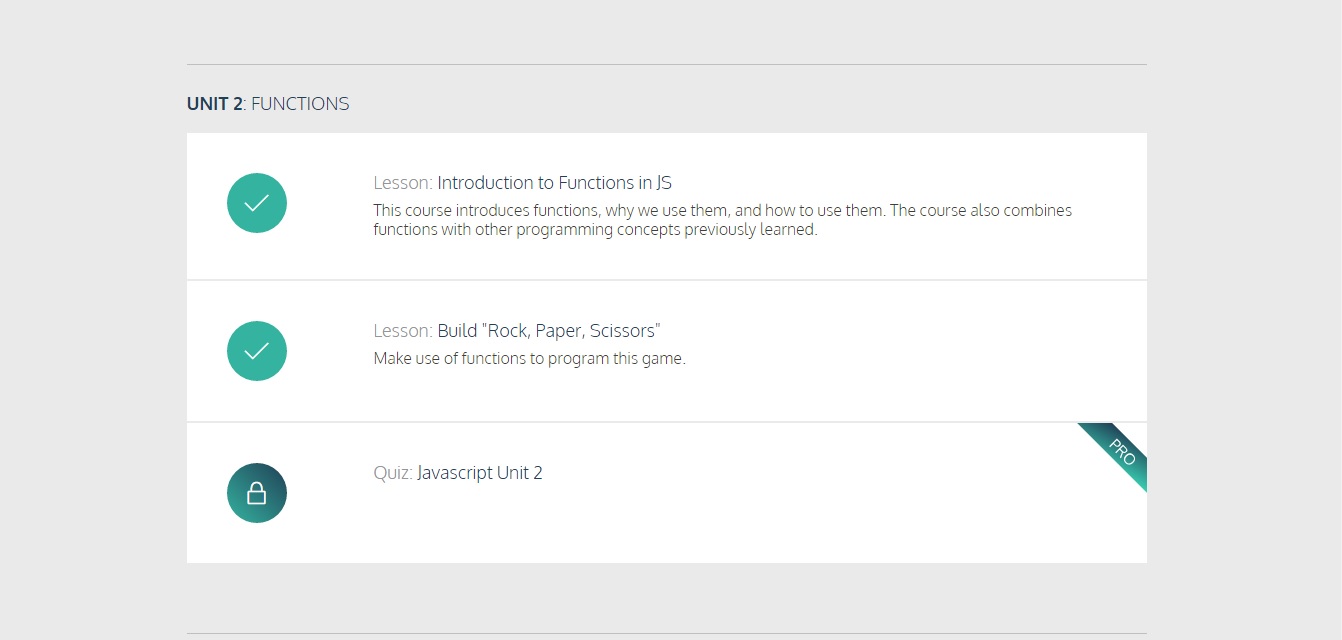 UNIT 2: FUNCTIONS
Lesson: Introduction to Functions in JS
This course introduces functions, why we use them, and how to use them. The course also combines
functions with other programming concepts previously learned.
Lesson: Build "Rock, Paper, Scissors"
Make use of functions to program this game.
PRO
Quiz: Javascript Unit 2